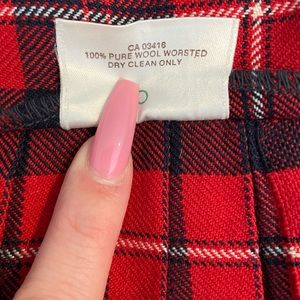 CA 03416
100% PURE WOOL WORSTED
DRY CLEAN ONLY